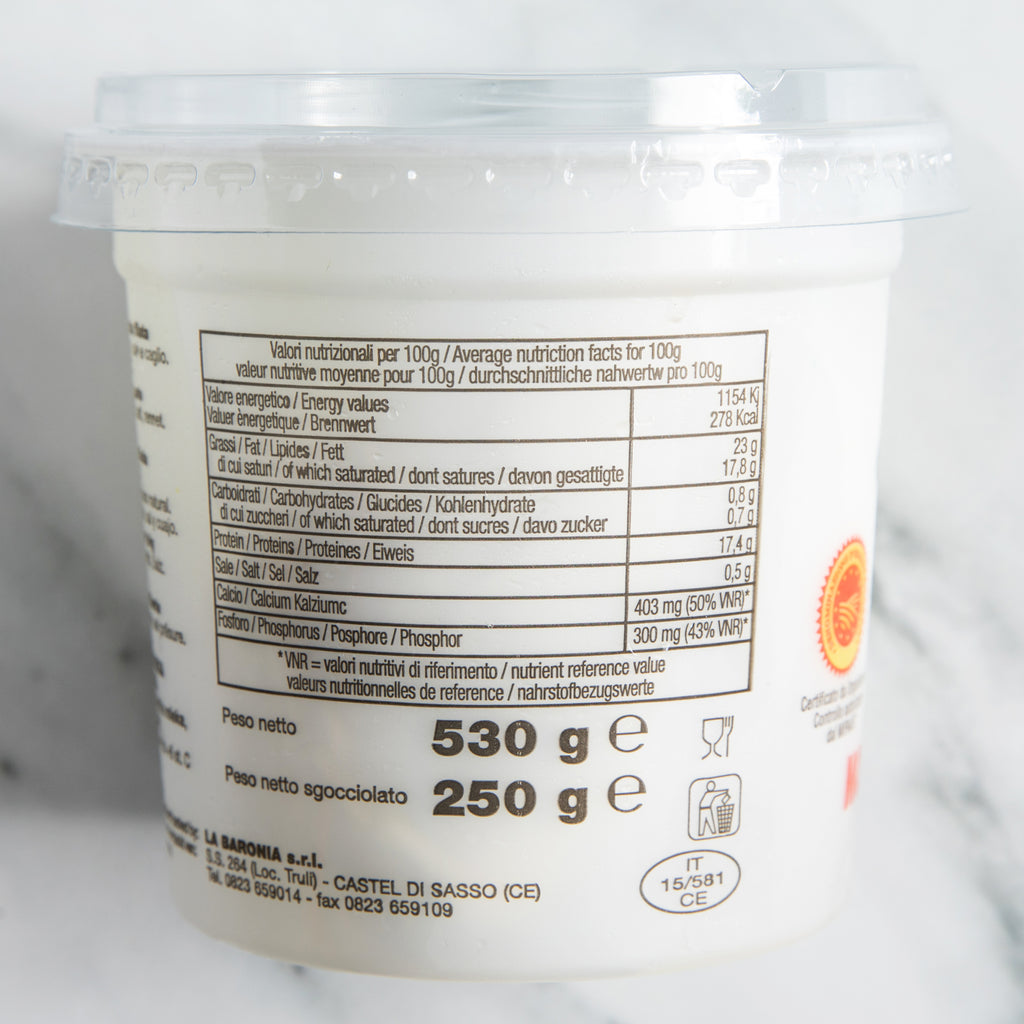 Valori nutrizionali per 100g / Average nutriction facts for 100g
valeur nutritive moyenne pour 100g / durchschnittliche nahwertw pro 100g
Valore energetico / Energy values 1154 Kj
Valuer ènergetique / Brennwert 278 Kcal
Grassi / Fat / Lipides / Fett 23 g
di cui saturi / of which saturated / dont satures / davon gesattigte 17,8 g
Carboidrati / Carbohydrates / Glucides / Kohlenhydrate 0,8 g
di cui zuccheri / of which saturated / dont sucres / davo zucker 0,7 g
Protein / Proteins / Proteines / Eiweis 17,4 g
Sale / Salt / Sel / Salz 0,5 g
Calcio / Calcium Kalziumc 403 mg (50% VNR)*
Fosforo / Phosphorus / Posphore / Phosphor 300 mg (43% VNR)*
*VNR = valori nutritivi di riferimento / nutrient reference value
valeurs nutritionnelles de reference / nahrstofbezugswerte
Peso netto 530 g e
Peso netto sgocciolato 250 g e
LA BARONIA s.r.l.
S.S. 264 (Loc. Truli) - CASTEL DI SASSO (CE)
Tel. 0823 659014 - fax 0823 659109
IT
15/581
CE
Certificato da